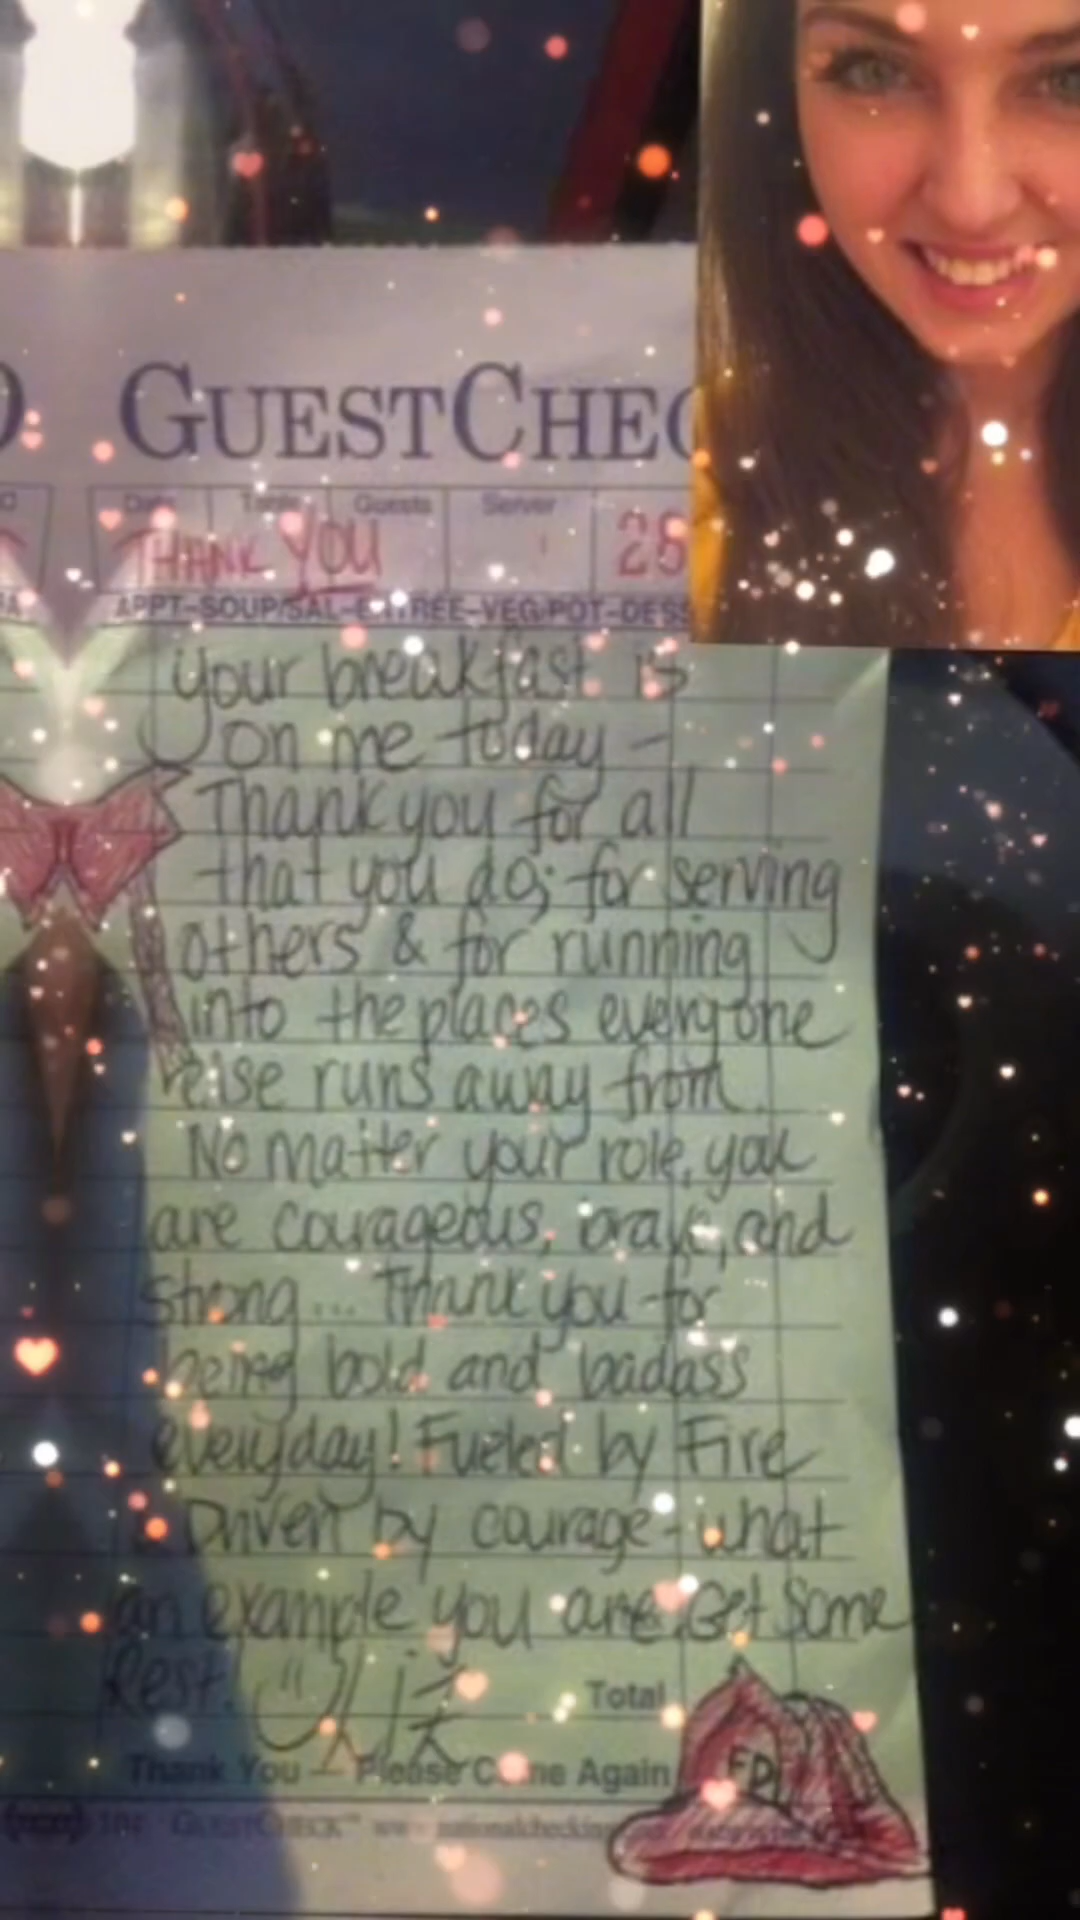 GUESTCHEC
Date Table Guests Server
THANK YOU 25
APPT-SOUP/SAL-ENTREE-VEG/POT-DESS
your breakfast is
on me today -
Thank you for all
that you do; for serving
others & for running
into the places everyone
else runs away from.
No matter your role, you
are courageous, brave, and
strong... Thank you for
being bold and badass
everyday! Fueled by Fire
Driven by courage - what
an example you are. Get Some
Rest! Liz
Total
Thank You - Please Come Again
FD